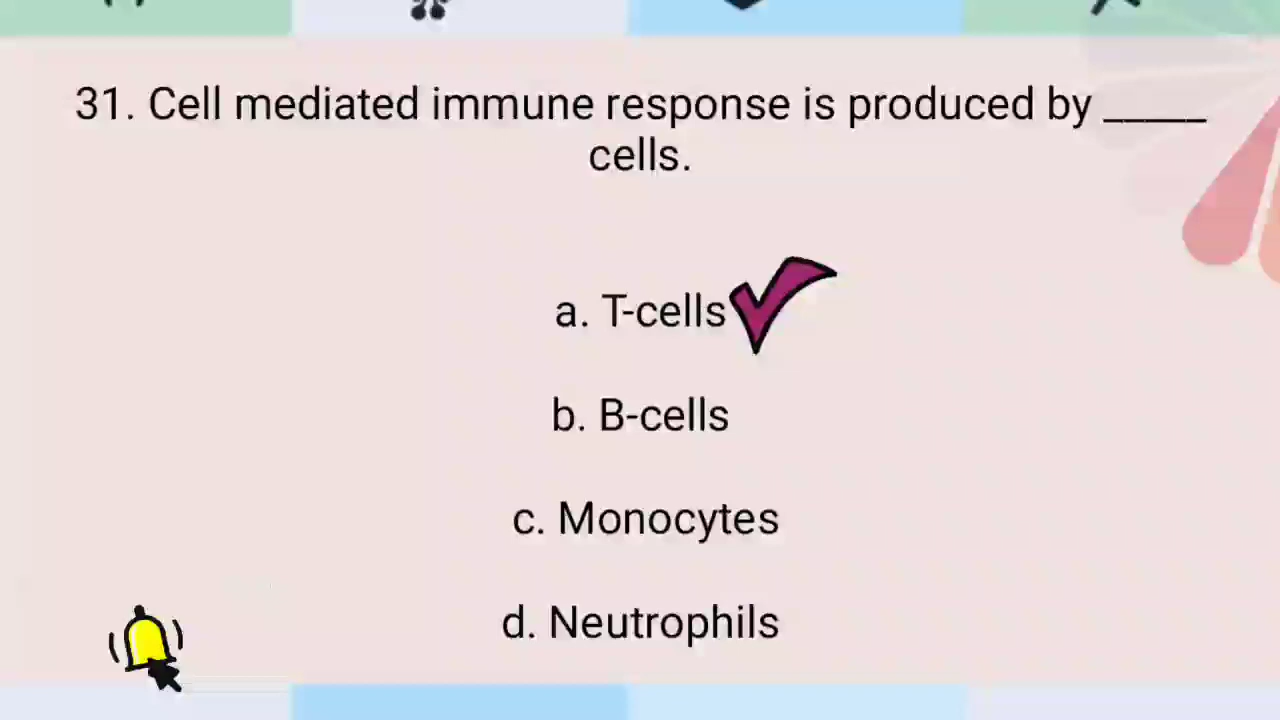 31. Cell mediated immune response is produced by _____
cells.
a. T-cells
b. B-cells
c. Monocytes
d. Neutrophils